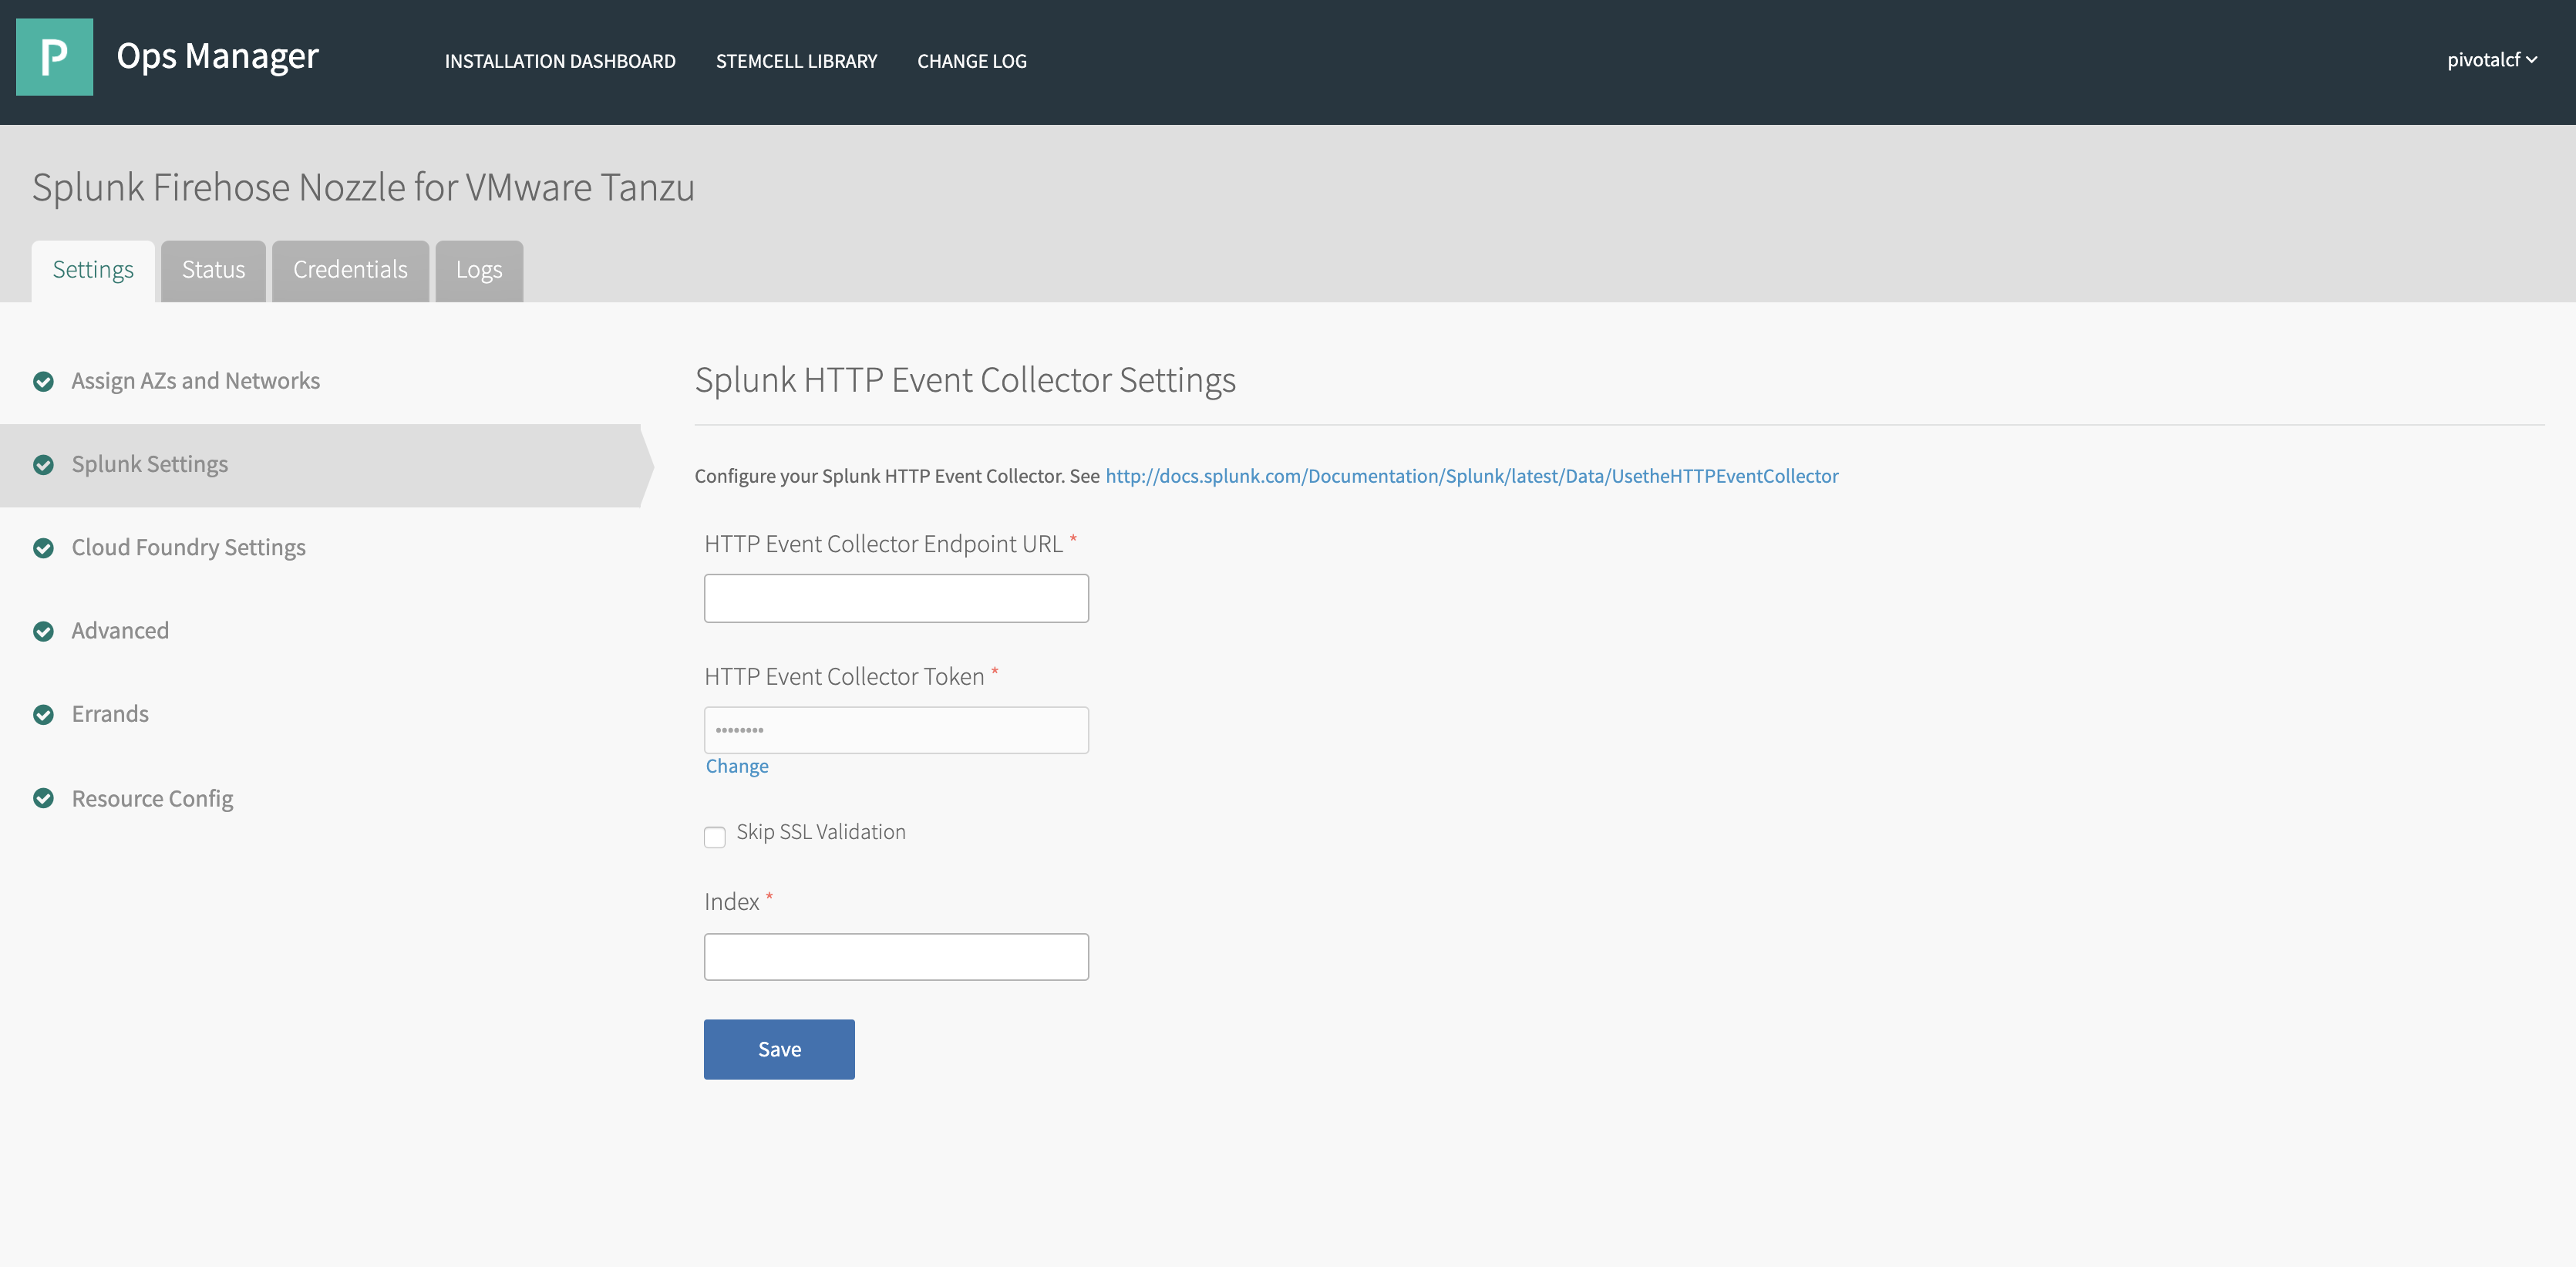 P
Ops Manager
INSTALLATION DASHBOARD
STEMCELL LIBRARY
CHANGE LOG
pivotalcf
Splunk Firehose Nozzle for VMware Tanzu
Settings
Status
Credentials
Logs
Assign AZs and Networks
Splunk Settings
Cloud Foundry Settings
Advanced
Errands
Resource Config
Splunk HTTP Event Collector Settings
Configure your Splunk HTTP Event Collector. See http://docs.splunk.com/Documentation/Splunk/latest/Data/UsetheHTTPEventCollector
HTTP Event Collector Endpoint URL *
HTTP Event Collector Token *
••••••••
Change
Skip SSL Validation
Index *
Save